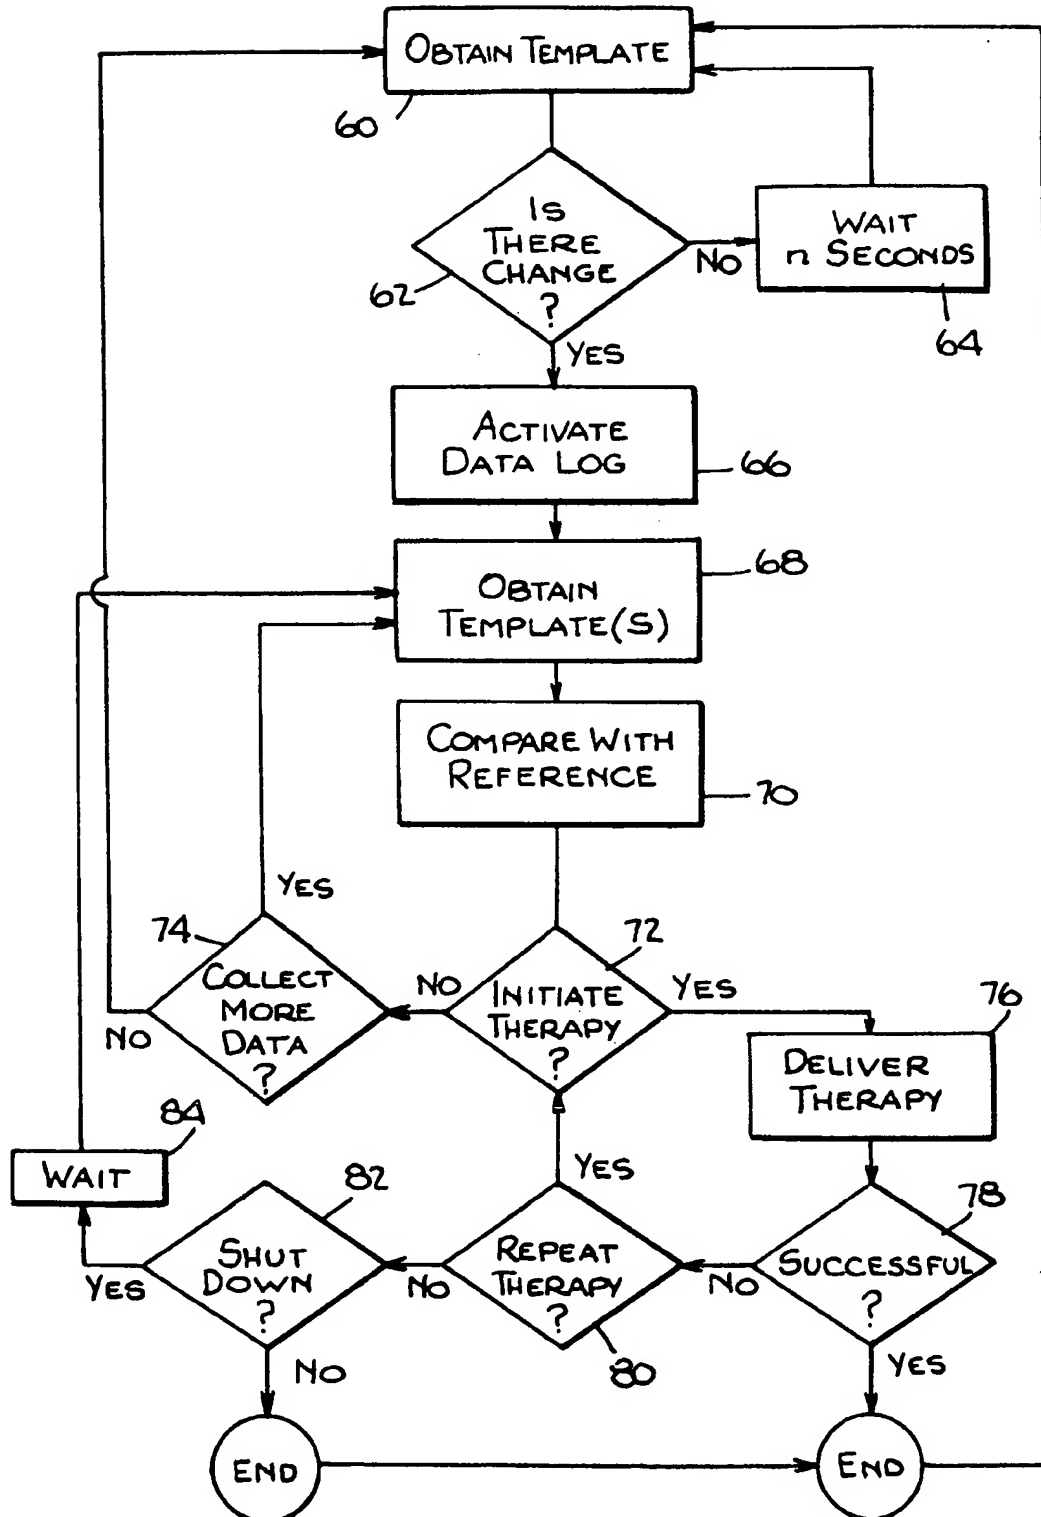 OBTAIN TEMPLATE
60
IS
THERE
CHANGE
?
62
NO
WAIT
n SECONDS
64
YES
ACTIVATE
DATA LOG
66
OBTAIN
TEMPLATE(S)
68
COMPARE WITH
REFERENCE
70
YES
74
COLLECT
MORE
DATA
?
NO
NO
72
INITIATE
THERAPY
?
YES
76
DELIVER
THERAPY
84
WAIT
YES
82
SHUT
DOWN
?
NO
NO
YES
REPEAT
THERAPY
?
80
NO
78
SUCCESSFUL
?
YES
END
END